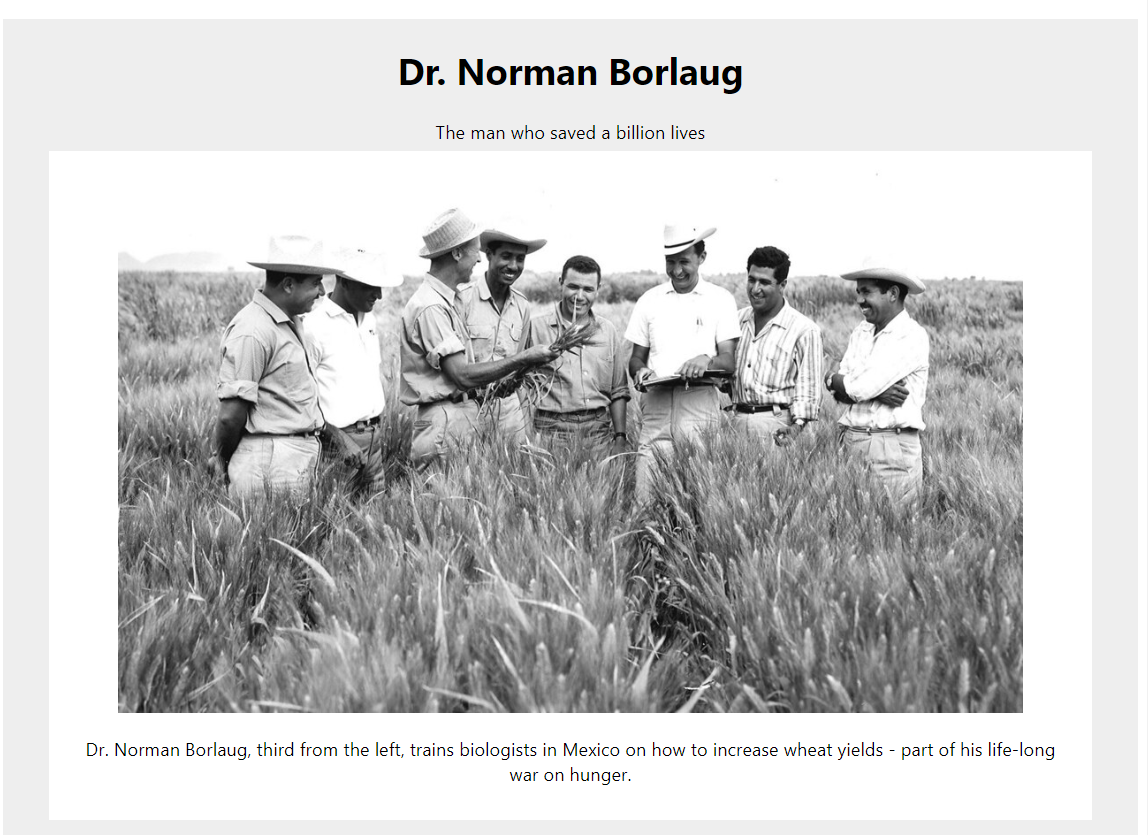 Dr. Norman Borlaug
The man who saved a billion lives
Dr. Norman Borlaug, third from the left, trains biologists in Mexico on how to increase wheat yields - part of his life-long
war on hunger.